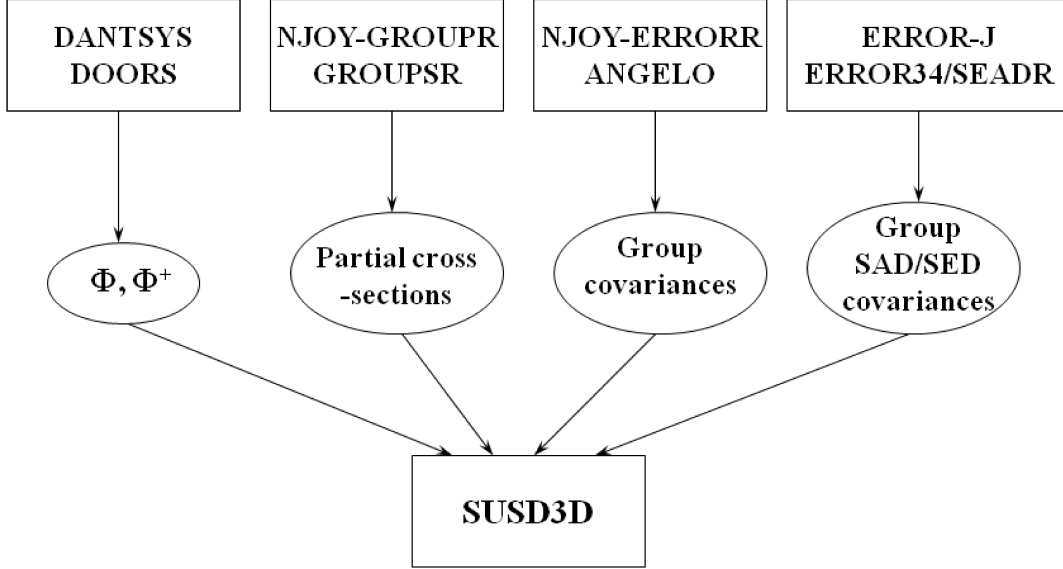 DANTSYS
DOORS
NJOY-GROUPR
GROUPSR
NJOY-ERRORR
ANGELO
ERROR-J
ERROR34/SEADR
Φ, Φ⁺
Partial cross
-sections
Group
covariances
Group
SAD/SED
covariances
SUSD3D